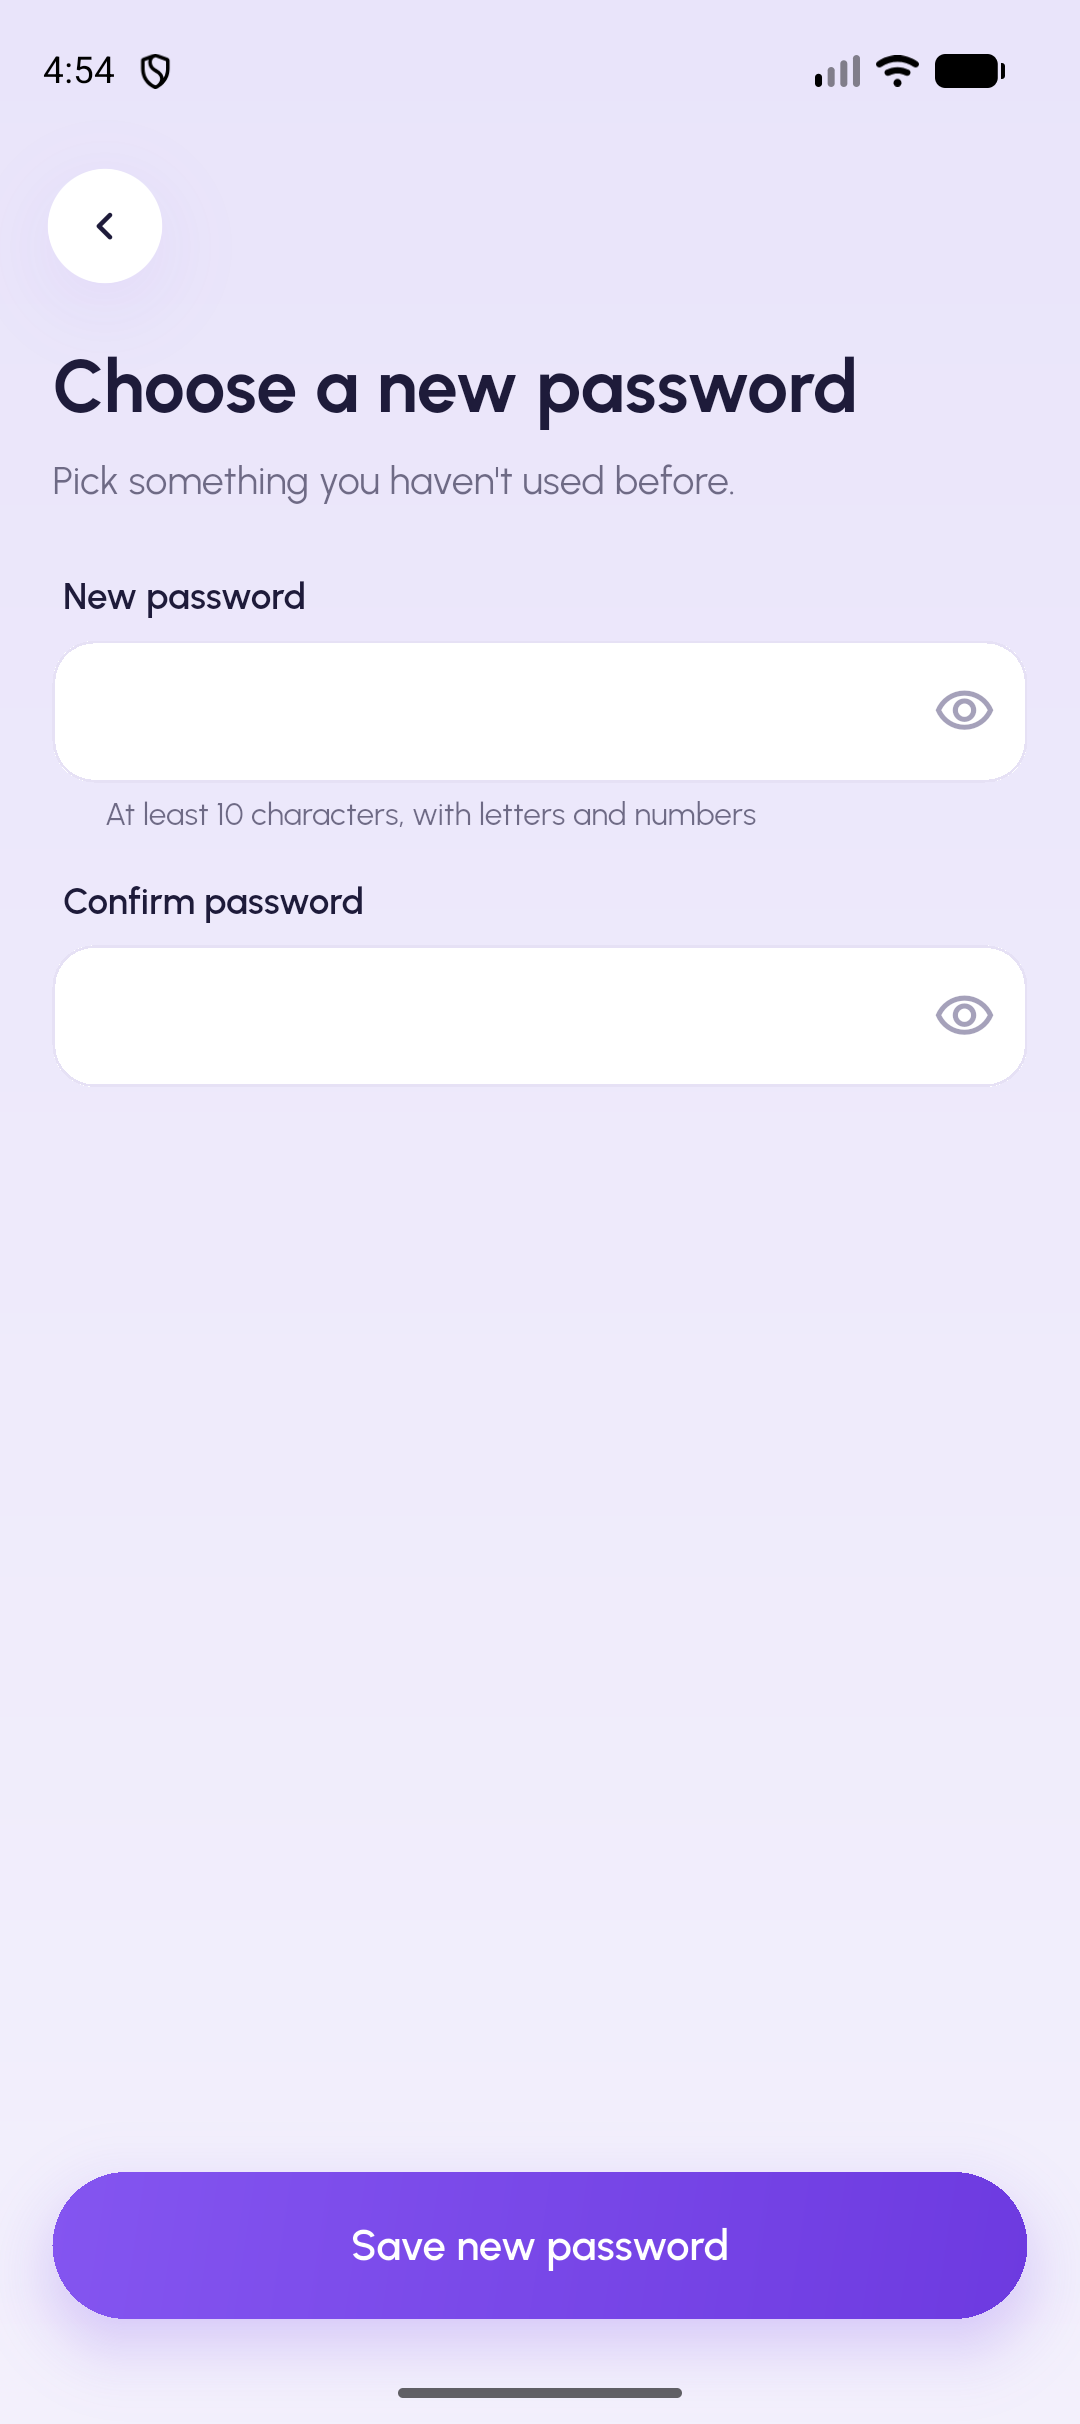 4:54
Choose a new password
Pick something you haven't used before.
New password
At least 10 characters, with letters and numbers
Confirm password
Save new password